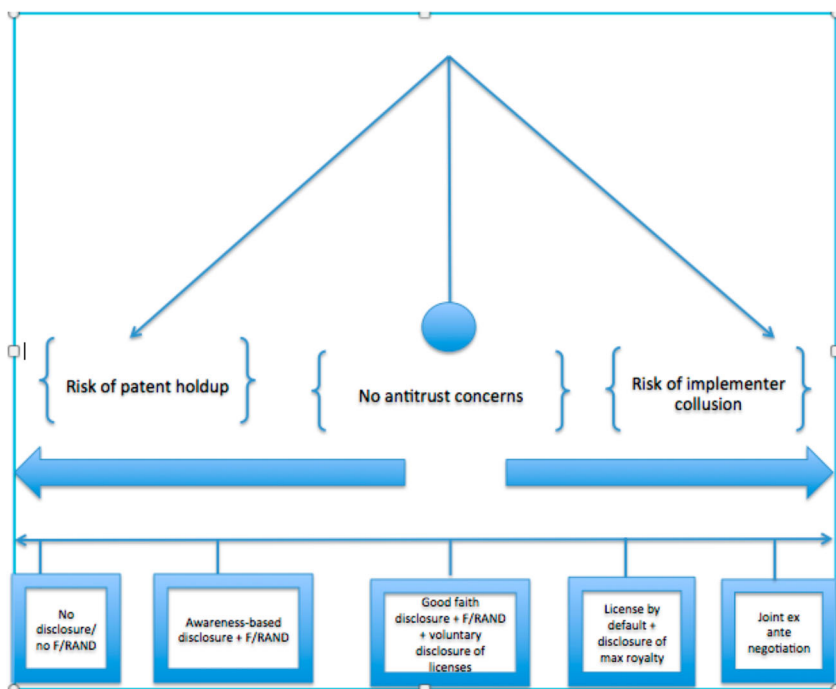 Risk of patent holdup
No antitrust concerns
Risk of implementer
collusion
No
disclosure/
no F/RAND
Awareness-based
disclosure + F/RAND
Good faith
disclosure + F/RAND
+ voluntary
disclosure of
licenses
License by
default +
disclosure of
max royalty
Joint ex
ante
negotiation